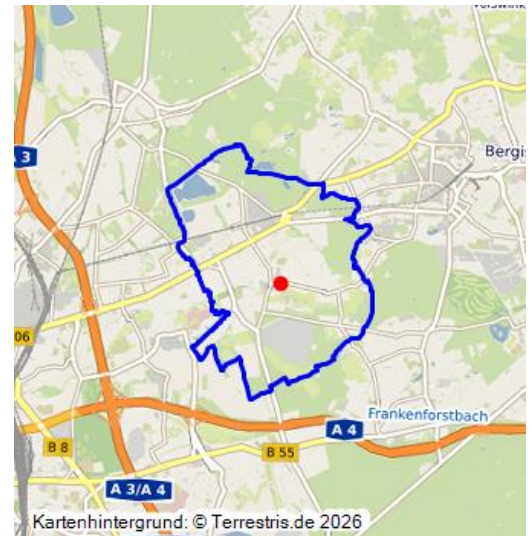 3
Bergis
06
Frankenforstbach
A 4
B 8
B 55
A 3/A 4
Kartenhintergrund: © Terrestris.de 2026